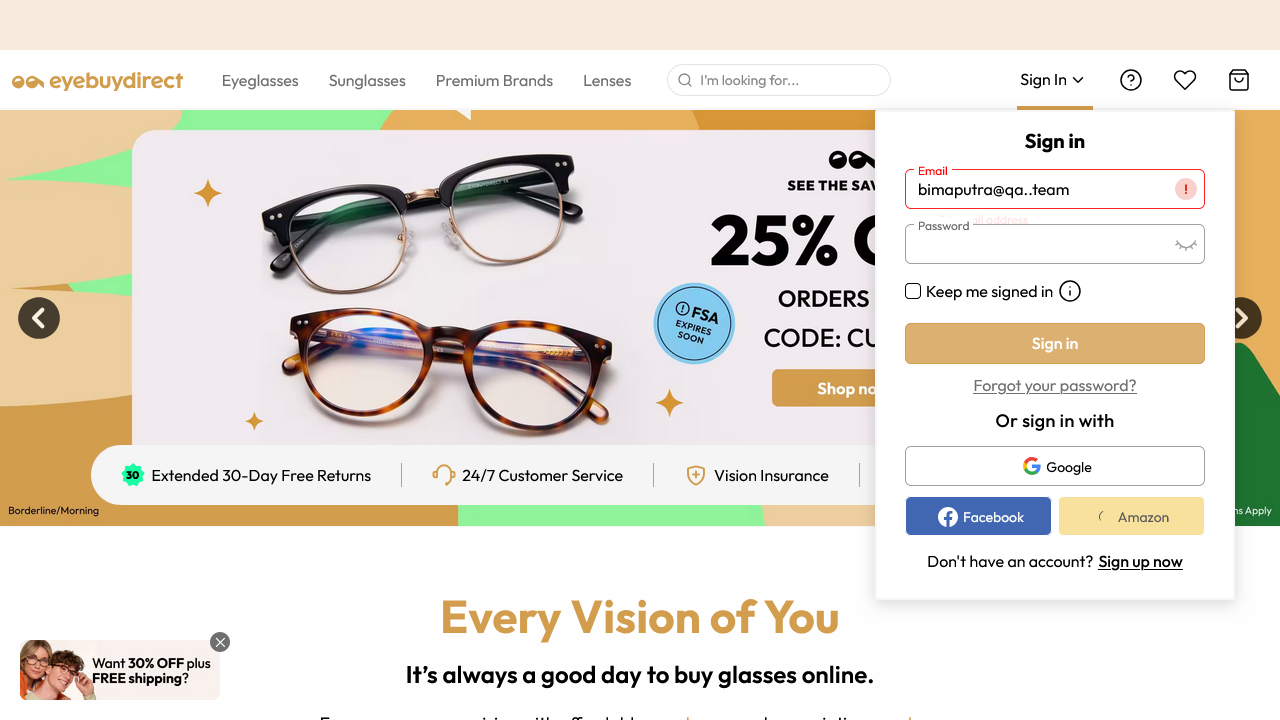 eyebuydirect
Eyeglasses
Sunglasses
Premium Brands
Lenses
I'm looking for...
Sign In
SEE THE SAV
25%
ORDERS
CODE: CU
FSA
EXPIRES
SOON
Shop no
30 Extended 30-Day Free Returns
24/7 Customer Service
Vision Insurance
Borderline/Morning
ns Apply
Sign in
Email
bimaputra@qa..team
Password
Keep me signed in
Sign in
Forgot your password?
Or sign in with
Google
Facebook
Amazon
Don't have an account? Sign up now
Every Vision of You
It's always a good day to buy glasses online.
Want 30% OFF plus
FREE shipping?